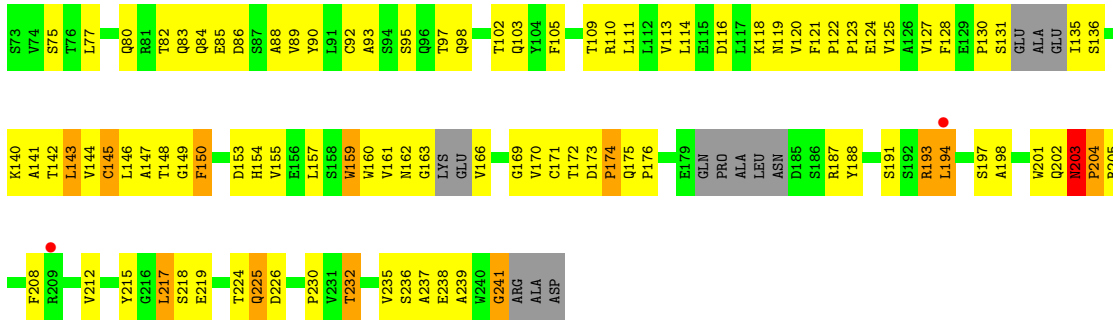 S73 V74 S75 T76 L77 Q80 R81 T82 Q83 Q84 E85 D86 S87 A88 V89 Y90 L91 C92 A93 S94 S95 Q96 T97 Q98 T102 Q103 Y104 F105 T109 R110 L111 L112 V113 L114 E115 D116 L117 K118 N119 V120 F121 P122 P123 E124 V125 A126 V127 F128 E129 P130 S131 GLU ALA GLU I135 S136
K140 A141 T142 L143 V144 C145 L146 A147 T148 G149 F150 D153 H154 V155 E156 L157 S158 W159 W160 V161 N162 G163 LYS GLU V166 G169 V170 C171 T172 D173 P174 Q175 P176 E179 GLN PRO ALA LEU ASN D185 S186 R187 Y188 S191 S192 R193 L194 S197 A198 W201 Q202 N203 P204 R205
F208 R209 V212 Y215 G216 L217 S218 E219 T224 Q225 D226 P230 V231 T232 V235 S236 A237 E238 A239 W240 G241 ARG ALA ASP